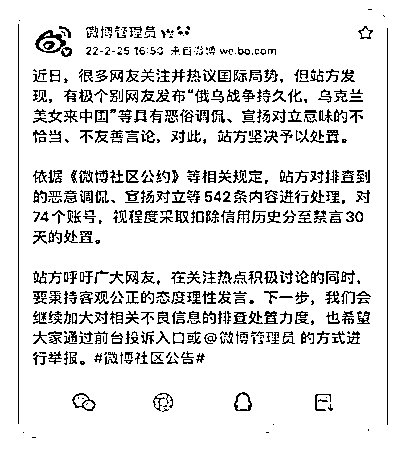 微博管理员
22-2-25 16:50 来自微博 weibo.com
近日，很多网友关注并热议国际局势，但站方发
现，有极个别网友发布“俄乌战争持久化，乌克兰
美女来中国”等具有恶俗调侃、宣扬对立意味的不
恰当、不友善言论，对此，站方坚决予以处置。
依据《微博社区公约》等相关规定，站方对排查到
的恶意调侃、宣扬对立等542条内容进行处理，对
74个账号，视程度采取扣除信用历史分至禁言30
天的处置。
站方呼吁广大网友，在关注热点积极讨论的同时，
要秉持客观公正的态度理性发言。下一步，我们会
继续加大对相关不良信息的排查处置力度，也希望
大家通过前台投诉入口或@微博管理员 的方式进
行举报。#微博社区公告#